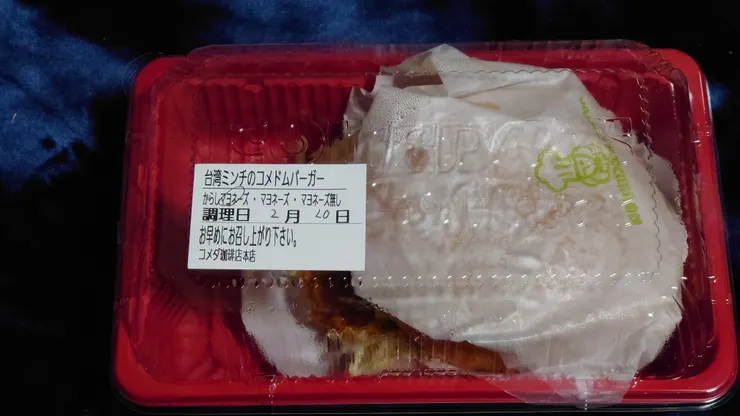 台湾ミンチのコメドムバーガー
からしマヨネーズ・マヨネーズ・マヨネーズ無し
調理日 2月20日
お早めにお召し上がり下さい。
コメダ珈琲店本店